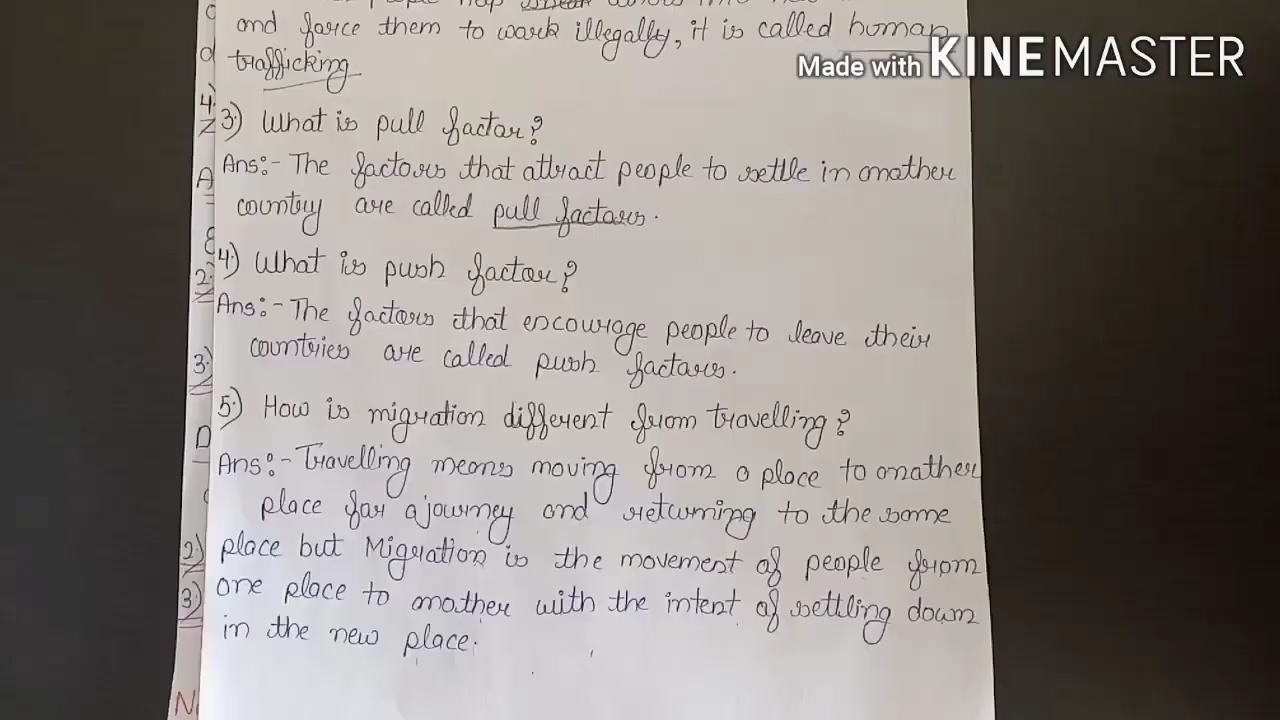 and force them to work illegally, it is called human
trafficking
Made with KINEMASTER
3.) What is pull factor?
Ans:- The factors that attract people to settle in another
country are called pull factors.
4) What is push factor?
Ans:- The factors that encourage people to leave their
countries are called push factors.
5.) How is migration different from travelling?
Ans:- Travelling means moving from a place to another
place for a journey and returning to the same
place but Migration is the movement of people from
one place to another with the intent of settling down
in the new place.
4.)
2.)
3.)
2.)
3.)